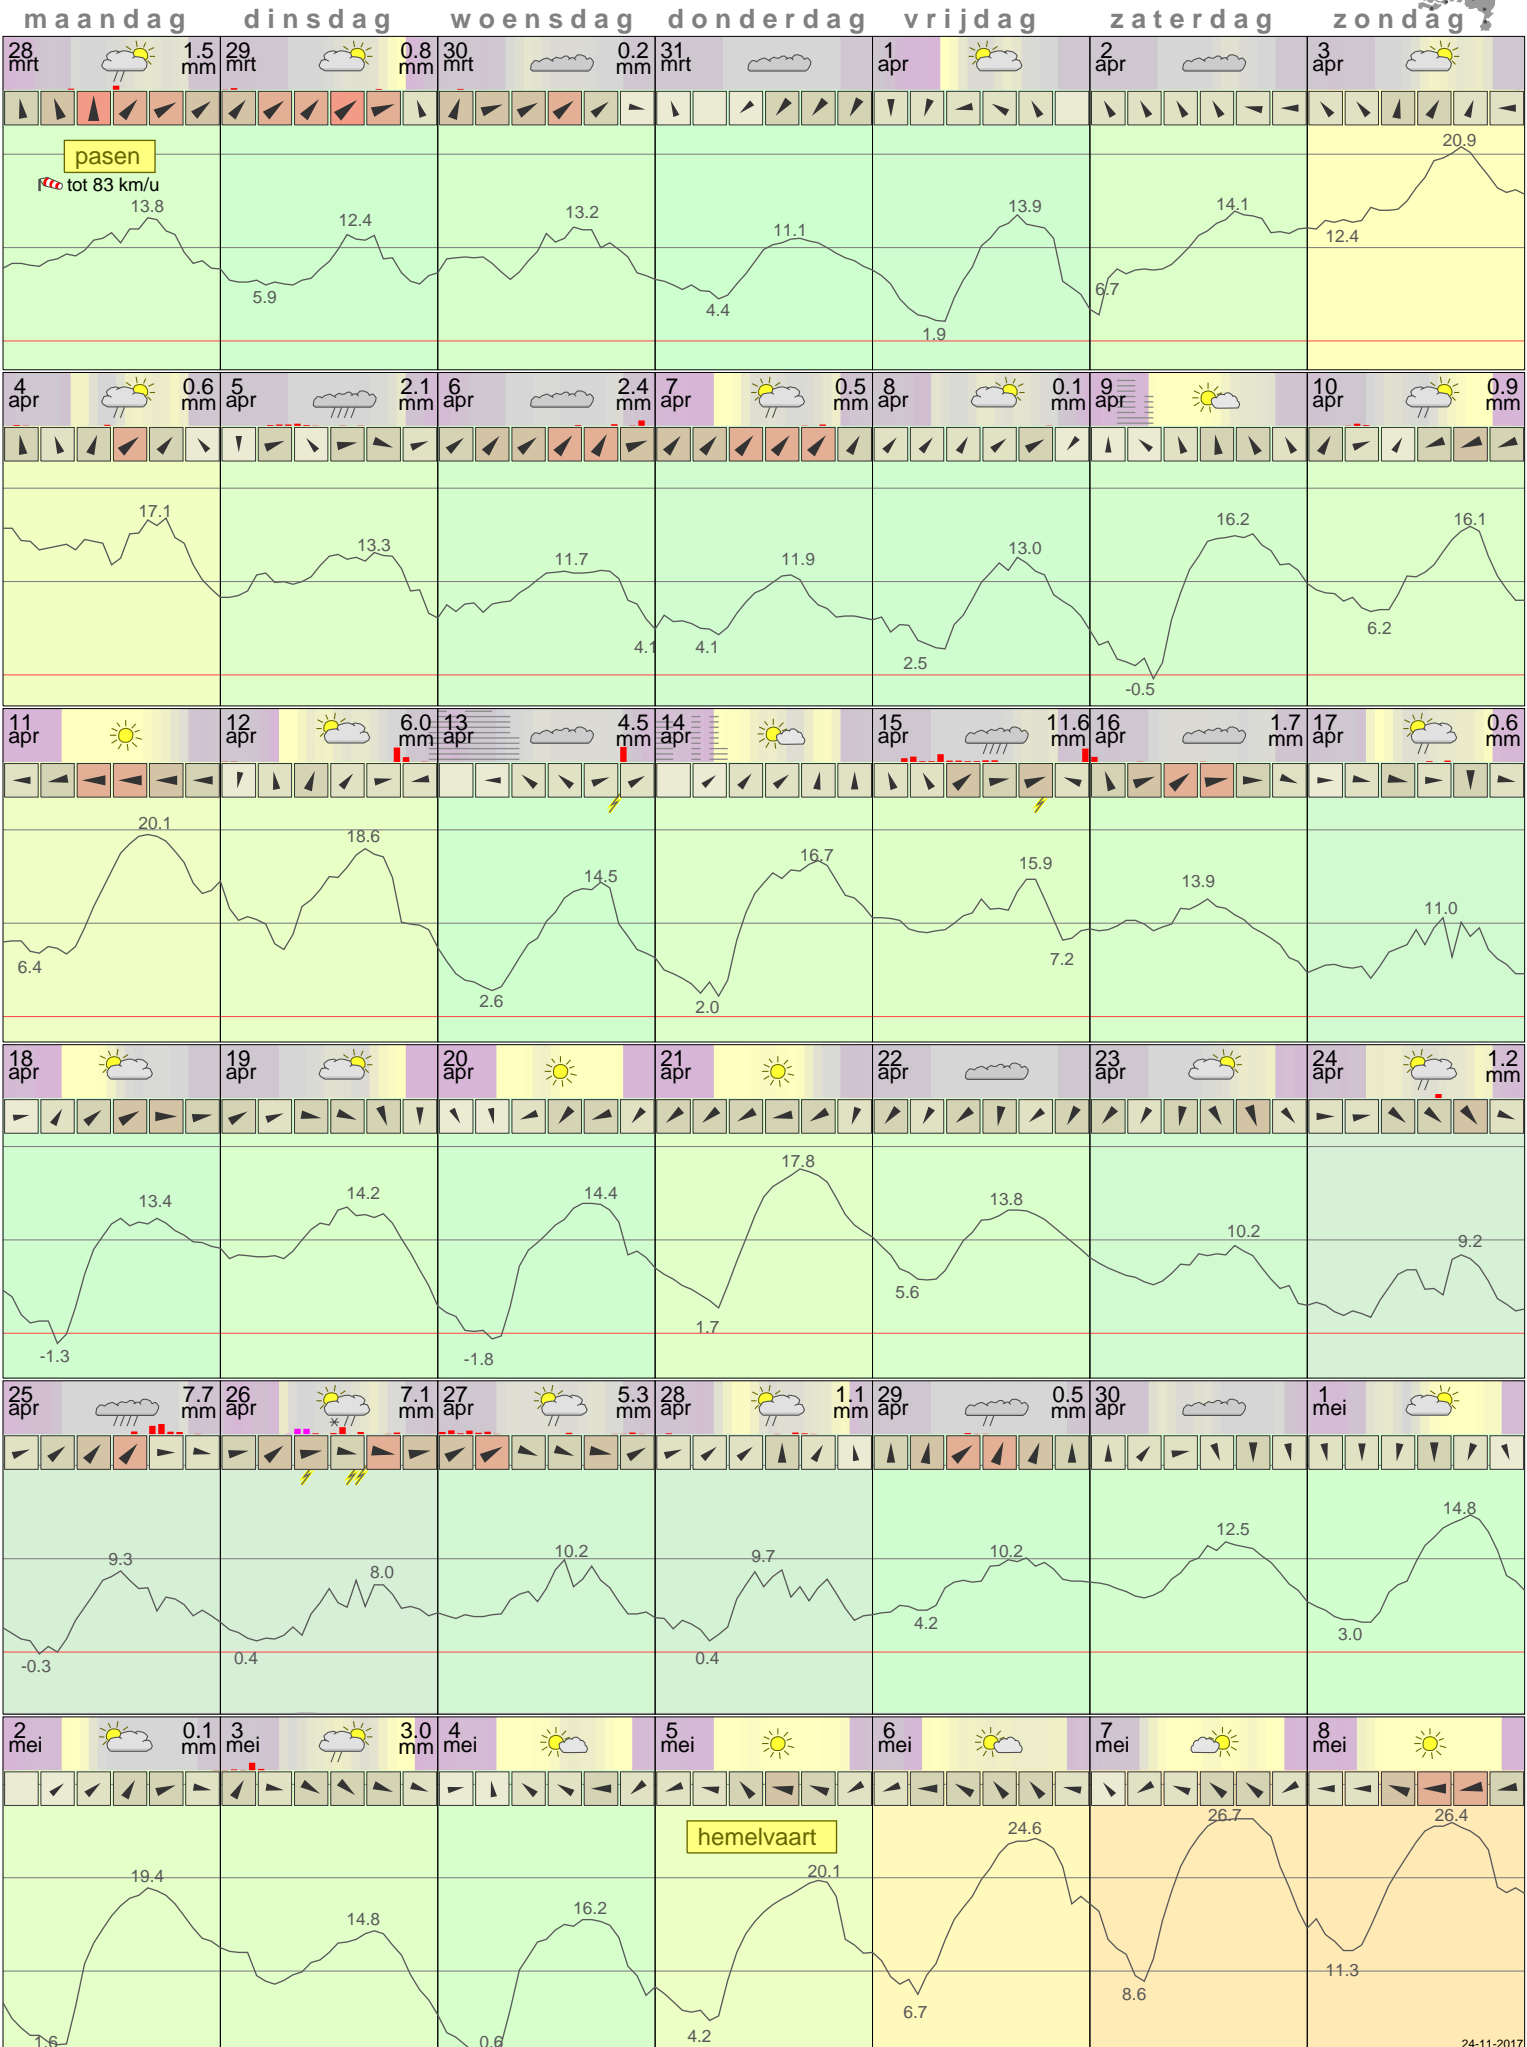 maandag dinsdag woensdag donderdag vrijdag zaterdag zondag
28 mrt 1.5 mm 29 mrt 0.8 mm 30 mrt 0.2 mm 31 mrt 1 apr 2 apr 3 apr
pasen
tot 83 km/u
13.8 5.9 12.4 13.2 4.4 11.1 1.9 13.9 6.7 14.1 12.4 20.9
4 apr 0.6 mm 5 apr 2.1 mm 6 apr 2.4 mm 7 apr 0.5 mm 8 apr 0.1 mm 9 apr 10 apr 0.9 mm
17.1 13.3 11.7 4.1 4.1 11.9 2.5 13.0 -0.5 16.2 6.2 16.1
11 apr 12 apr 6.0 mm 13 apr 4.5 mm 14 apr 15 apr 11.6 mm 16 apr 1.7 mm 17 apr 0.6 mm
6.4 20.1 18.6 2.6 14.5 2.0 16.7 15.9 7.2 13.9 11.0
18 apr 19 apr 20 apr 21 apr 22 apr 23 apr 24 apr 1.2 mm
-1.3 13.4 14.2 -1.8 14.4 1.7 17.8 5.6 13.8 10.2 9.2
25 apr 7.7 mm 26 apr 7.1 mm 27 apr 5.3 mm 28 apr 1.1 mm 29 apr 0.5 mm 30 apr 1 mei
-0.3 9.3 0.4 8.0 10.2 0.4 9.7 4.2 10.2 12.5 3.0 14.8
2 mei 0.1 mm 3 mei 3.0 mm 4 mei 5 mei 6 mei 7 mei 8 mei
hemelvaart
1.6 19.4 14.8 0.6 16.2 4.2 20.1 6.7 24.6 8.6 26.7 11.3 26.4
24-11-2017